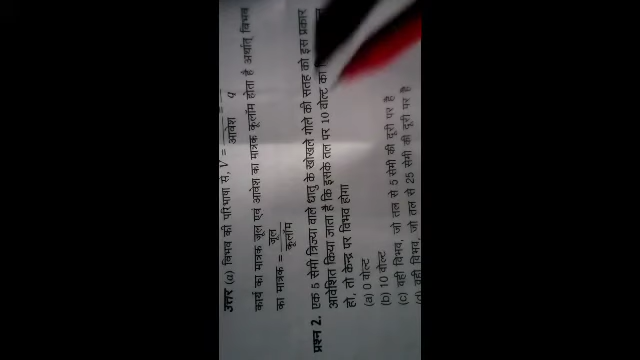 उत्तर (a) विभव की परिभाषा से, V = आवेश q
कार्य का मात्रक जूल एवं आवेश का मात्रक कूलॉम होता है अर्थात् विभव
का मात्रक = जूल
कूलॉम
प्रश्न 2. एक 5 सेमी त्रिज्या वाले धातु के खोखले गोले की सतह को इस प्रकार
आवेशित किया जाता है कि इसके तल पर 10 वोल्ट का
हो, तो केन्द्र पर विभव होगा
(a) 0 वोल्ट
(b) 10 वोल्ट
(c) वही विभव, जो तल से 5 सेमी की दूरी पर है
(d) वही विभव, जो तल से 25 सेमी की दूरी पर है